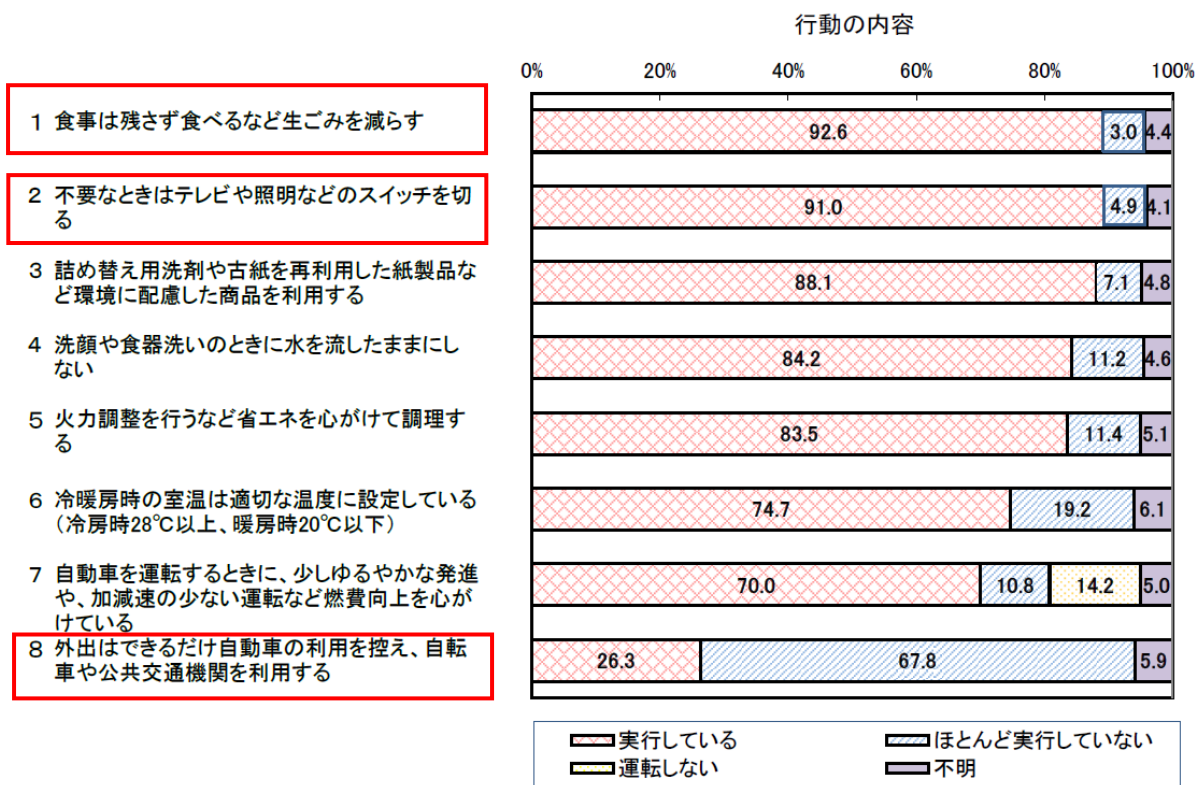 行動の内容
0% 20% 40% 60% 80% 100%
1 食事は残さず食べるなど生ごみを減らす
92.6 3.0 4.4
2 不要なときはテレビや照明などのスイッチを切
る
91.0 4.9 4.1
3 詰め替え用洗剤や古紙を再利用した紙製品な
ど環境に配慮した商品を利用する
88.1 7.1 4.8
4 洗顔や食器洗いのときに水を流したままにし
ない
84.2 11.2 4.6
5 火力調整を行うなど省エネを心がけて調理す
る
83.5 11.4 5.1
6 冷暖房時の室温は適切な温度に設定している
(冷房時28℃以上、暖房時20℃以下)
74.7 19.2 6.1
7 自動車を運転するときに、少しゆるやかな発進
や、加減速の少ない運転など燃費向上を心が
けている
70.0 10.8 14.2 5.0
8 外出はできるだけ自動車の利用を控え、自転
車や公共交通機関を利用する
26.3 67.8 5.9
実行している ほとんど実行していない
運転しない 不明